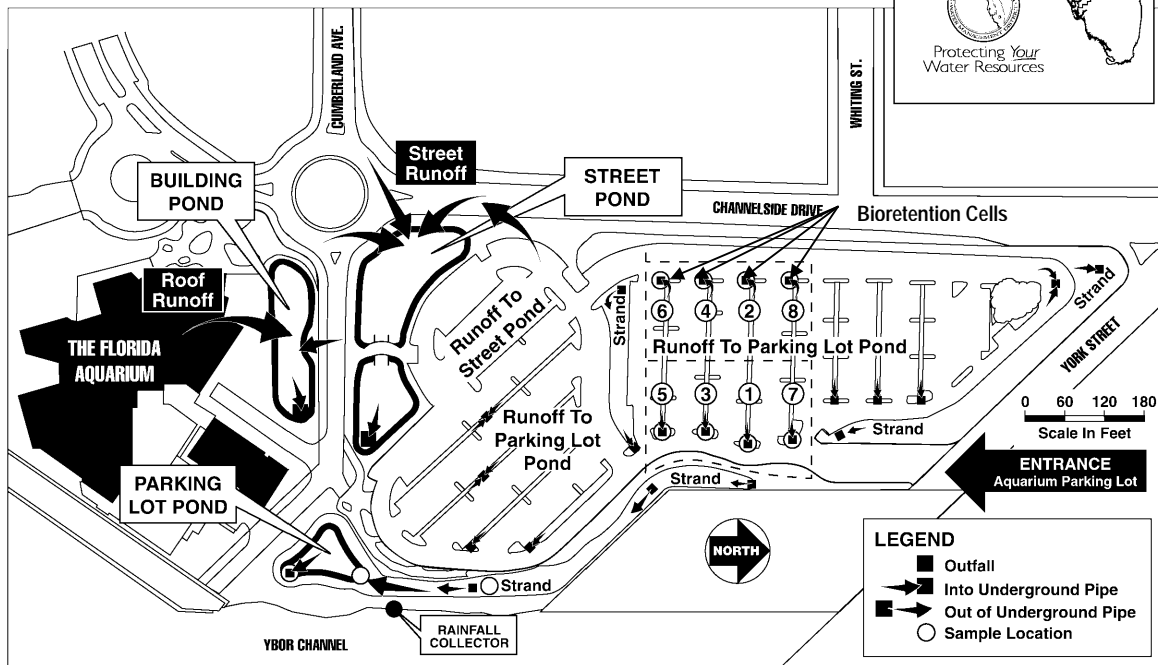 Protecting Your
Water Resources
CUMBERLAND AVE.
WHITING ST.
Street
Runoff
BUILDING
POND
STREET
POND
CHANNELSIDE DRIVE
Bioretention Cells
Roof
Runoff
Strand
Strand
6
4
2
8
Runoff To
Street Pond
Runoff To Parking Lot Pond
THE FLORIDA
AQUARIUM
YORK STREET
5
3
1
7
0 60 120 180
Scale In Feet
Runoff To
Parking Lot
Pond
Strand
ENTRANCE
Aquarium Parking Lot
PARKING
LOT POND
Strand
NORTH
LEGEND
Outfall
Into Underground Pipe
Out of Underground Pipe
Sample Location
Strand
RAINFALL
COLLECTOR
YBOR CHANNEL